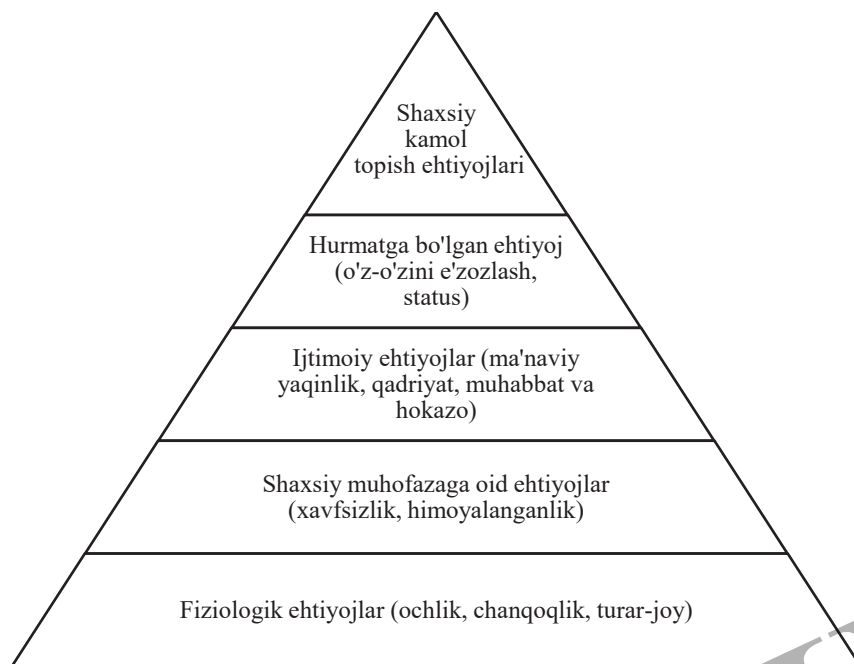 Shaxsiy
kamol
topish ehtiyojlari
Hurmatga bo'lgan ehtiyoj
(o'z-o'zini e'zozlash,
status)
Ijtimoiy ehtiyojlar (ma'naviy
yaqinlik, qadriyat, muhabbat va
hokazo)
Shaxsiy muhofazaga oid ehtiyojlar
(xavfsizlik, himoyalanganlik)
Fiziologik ehtiyojlar (ochlik, chanqoqlik, turar-joy)